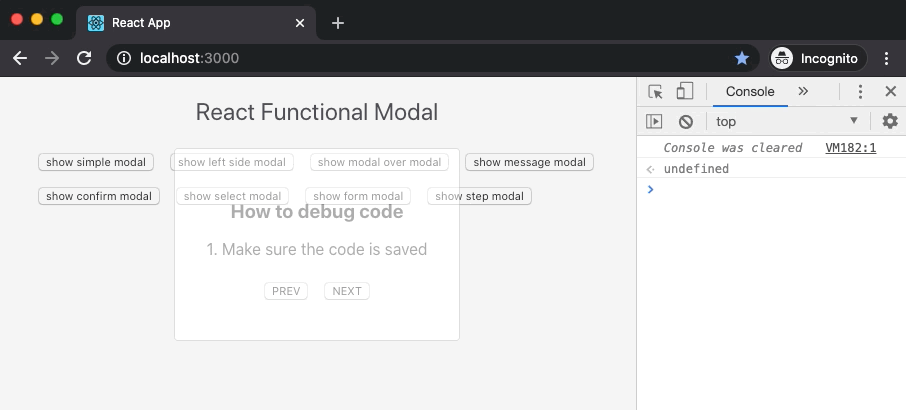 React App
localhost:3000
Incognito
React Functional Modal
show simple modal show left side modal show modal over modal show message modal
show confirm modal show select modal show form modal show step modal
How to debug code
1. Make sure the code is saved
PREV NEXT
Console
top
Console was cleared VM182:1
undefined